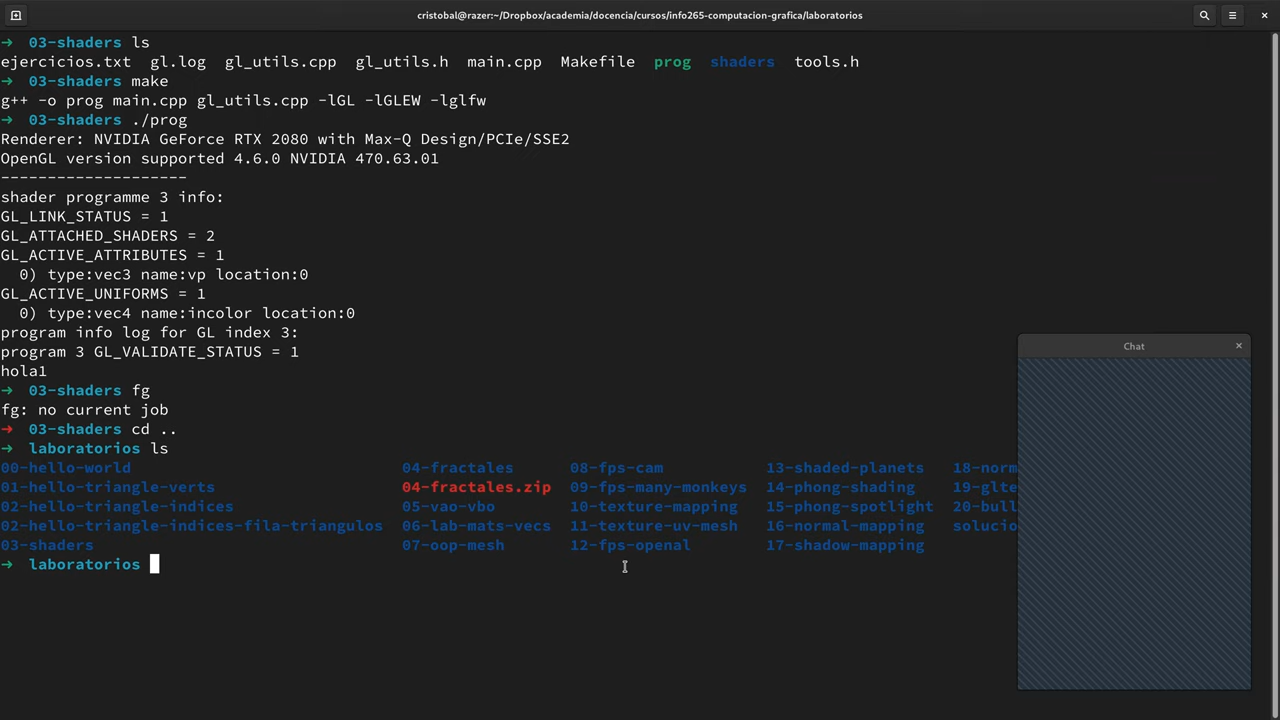 cristobal@razer:~/Dropbox/academia/docencia/cursos/info265-computacion-grafica/laboratorios
➜ 03-shaders ls
ejercicios.txt gl.log gl_utils.cpp gl_utils.h main.cpp Makefile prog shaders tools.h
➜ 03-shaders make
g++ -o prog main.cpp gl_utils.cpp -lGL -lGLEW -lglfw
➜ 03-shaders ./prog
Renderer: NVIDIA GeForce RTX 2080 with Max-Q Design/PCIe/SSE2
OpenGL version supported 4.6.0 NVIDIA 470.63.01
--------------------
shader programme 3 info:
GL_LINK_STATUS = 1
GL_ATTACHED_SHADERS = 2
GL_ACTIVE_ATTRIBUTES = 1
0) type:vec3 name:vp location:0
GL_ACTIVE_UNIFORMS = 1
0) type:vec4 name:incolor location:0
program info log for GL index 3:
program 3 GL_VALIDATE_STATUS = 1
hola1
➜ 03-shaders fg
fg: no current job
➜ 03-shaders cd ..
➜ laboratorios ls
00-hello-world 04-fractales 08-fps-cam 13-shaded-planets 18-norm
01-hello-triangle-verts 04-fractales.zip 09-fps-many-monkeys 14-phong-shading 19-glte
02-hello-triangle-indices 05-vao-vbo 10-texture-mapping 15-phong-spotlight 20-bull
02-hello-triangle-indices-fila-triangulos 06-lab-mats-vecs 11-texture-uv-mesh 16-normal-mapping solucio
03-shaders 07-oop-mesh 12-fps-openal 17-shadow-mapping
➜ laboratorios
Chat